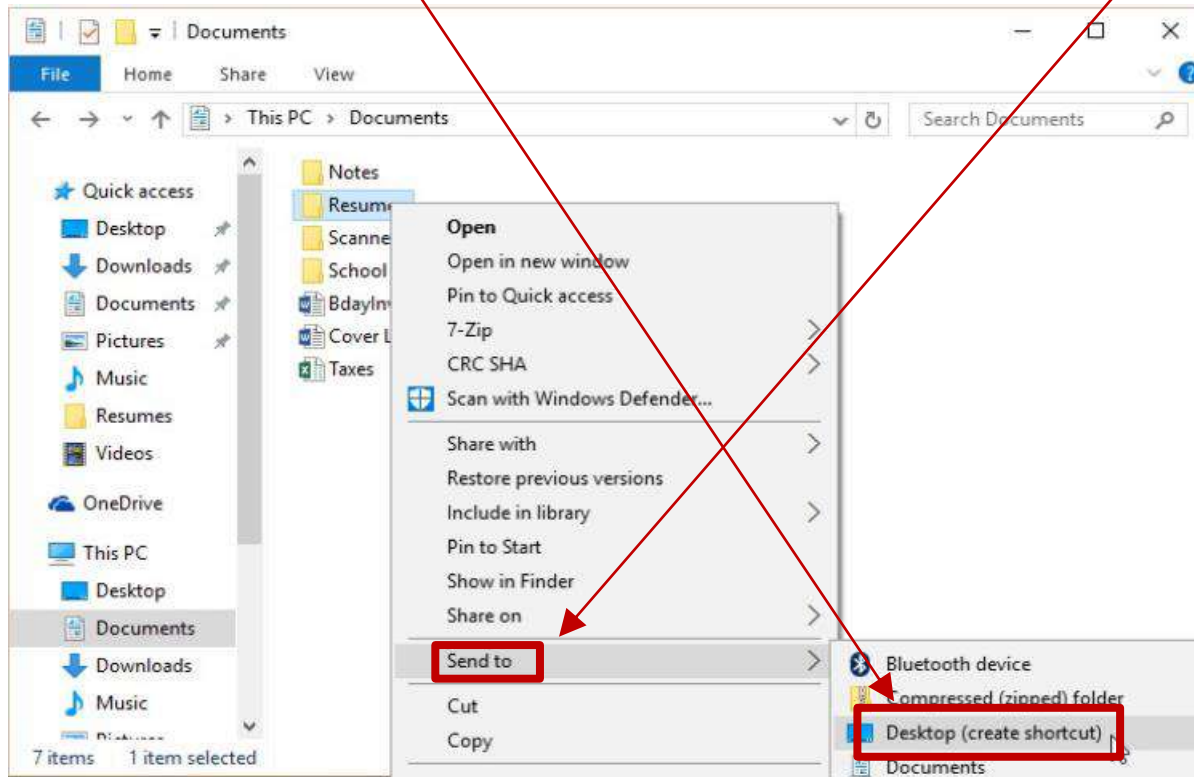 Documents
File Home Share View
This PC > Documents
Search Documents
Quick access
Desktop
Downloads
Documents
Pictures
Music
Resumes
Videos
OneDrive
This PC
Desktop
Documents
Downloads
Music
7 items 1 item selected
Notes
Resume
Scanne
School
BdayIn
Cover L
Taxes
Open
Open in new window
Pin to Quick access
7-Zip
CRC SHA
Scan with Windows Defender...
Share with
Restore previous versions
Include in library
Pin to Start
Show in Finder
Share on
Send to
Cut
Copy
Bluetooth device
Compressed (zipped) folder
Desktop (create shortcut)
Documents